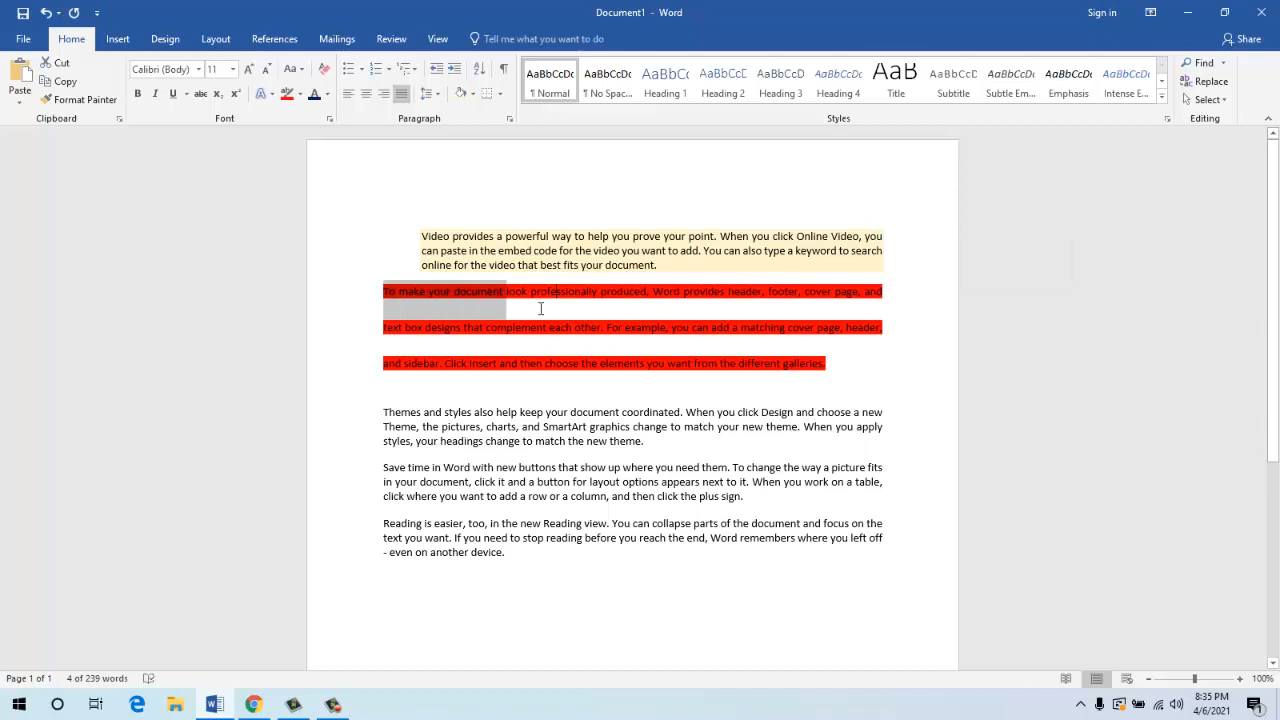 Document1 - Word
Sign in
File Home Insert Design Layout References Mailings Review View Tell me what you want to do Share
Paste
Cut
Copy
Format Painter
Clipboard
Calibri (Body) 11
Font
Paragraph
AaBbCcDc AaBbCcDc AaBbCc AaBbCcD AaBbCcD AaBbCcDc AaB AaBbCcD AaBbCcDc AaBbCcDc AaBbCcDc
¶ Normal ¶ No Spac... Heading 1 Heading 2 Heading 3 Heading 4 Title Subtitle Subtle Em... Emphasis Intense E...
Styles
Find
Replace
Select
Editing
Video provides a powerful way to help you prove your point. When you click Online Video, you
can paste in the embed code for the video you want to add. You can also type a keyword to search
online for the video that best fits your document.
To make your document look professionally produced, Word provides header, footer, cover page, and
text box designs that complement each other. For example, you can add a matching cover page, header,
and sidebar. Click Insert and then choose the elements you want from the different galleries.
Themes and styles also help keep your document coordinated. When you click Design and choose a new
Theme, the pictures, charts, and SmartArt graphics change to match your new theme. When you apply
styles, your headings change to match the new theme.
Save time in Word with new buttons that show up where you need them. To change the way a picture fits
in your document, click it and a button for layout options appears next to it. When you work on a table,
click where you want to add a row or a column, and then click the plus sign.
Reading is easier, too, in the new Reading view. You can collapse parts of the document and focus on the
text you want. If you need to stop reading before you reach the end, Word remembers where you left off
- even on another device.
Page 1 of 1 4 of 239 words
100%
8:35 PM
4/6/2021